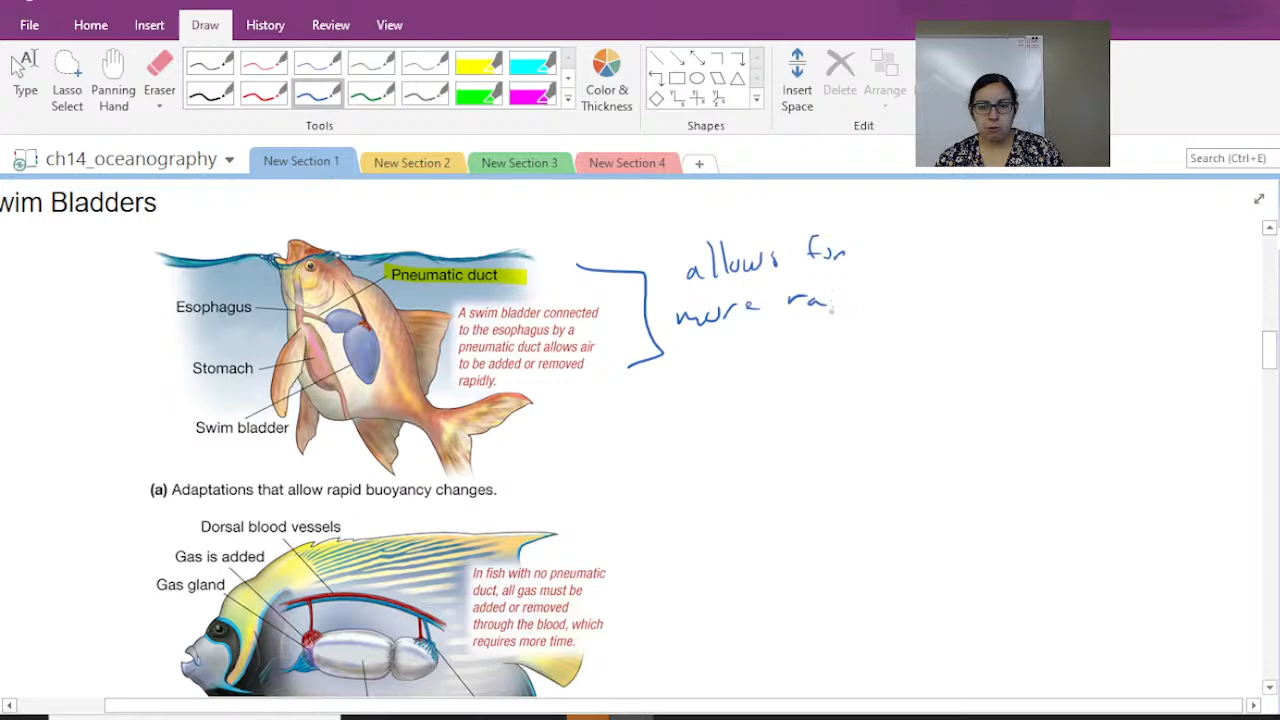 File Home Insert Draw History Review View
Type
Lasso
Select
Panning
Hand
Eraser
Color &
Thickness
Insert
Space
Delete
Arrange
Tools
Shapes
Edit
ch14_oceanography
New Section 1 New Section 2 New Section 3 New Section 4 +
Search (Ctrl+E)
wim Bladders
Pneumatic duct
Esophagus
Stomach
Swim bladder
A swim bladder connected
to the esophagus by a
pneumatic duct allows air
to be added or removed
rapidly.
allows for
more ra
(a) Adaptations that allow rapid buoyancy changes.
Dorsal blood vessels
Gas is added
Gas gland
In fish with no pneumatic
duct, all gas must be
added or removed
through the blood, which
requires more time.